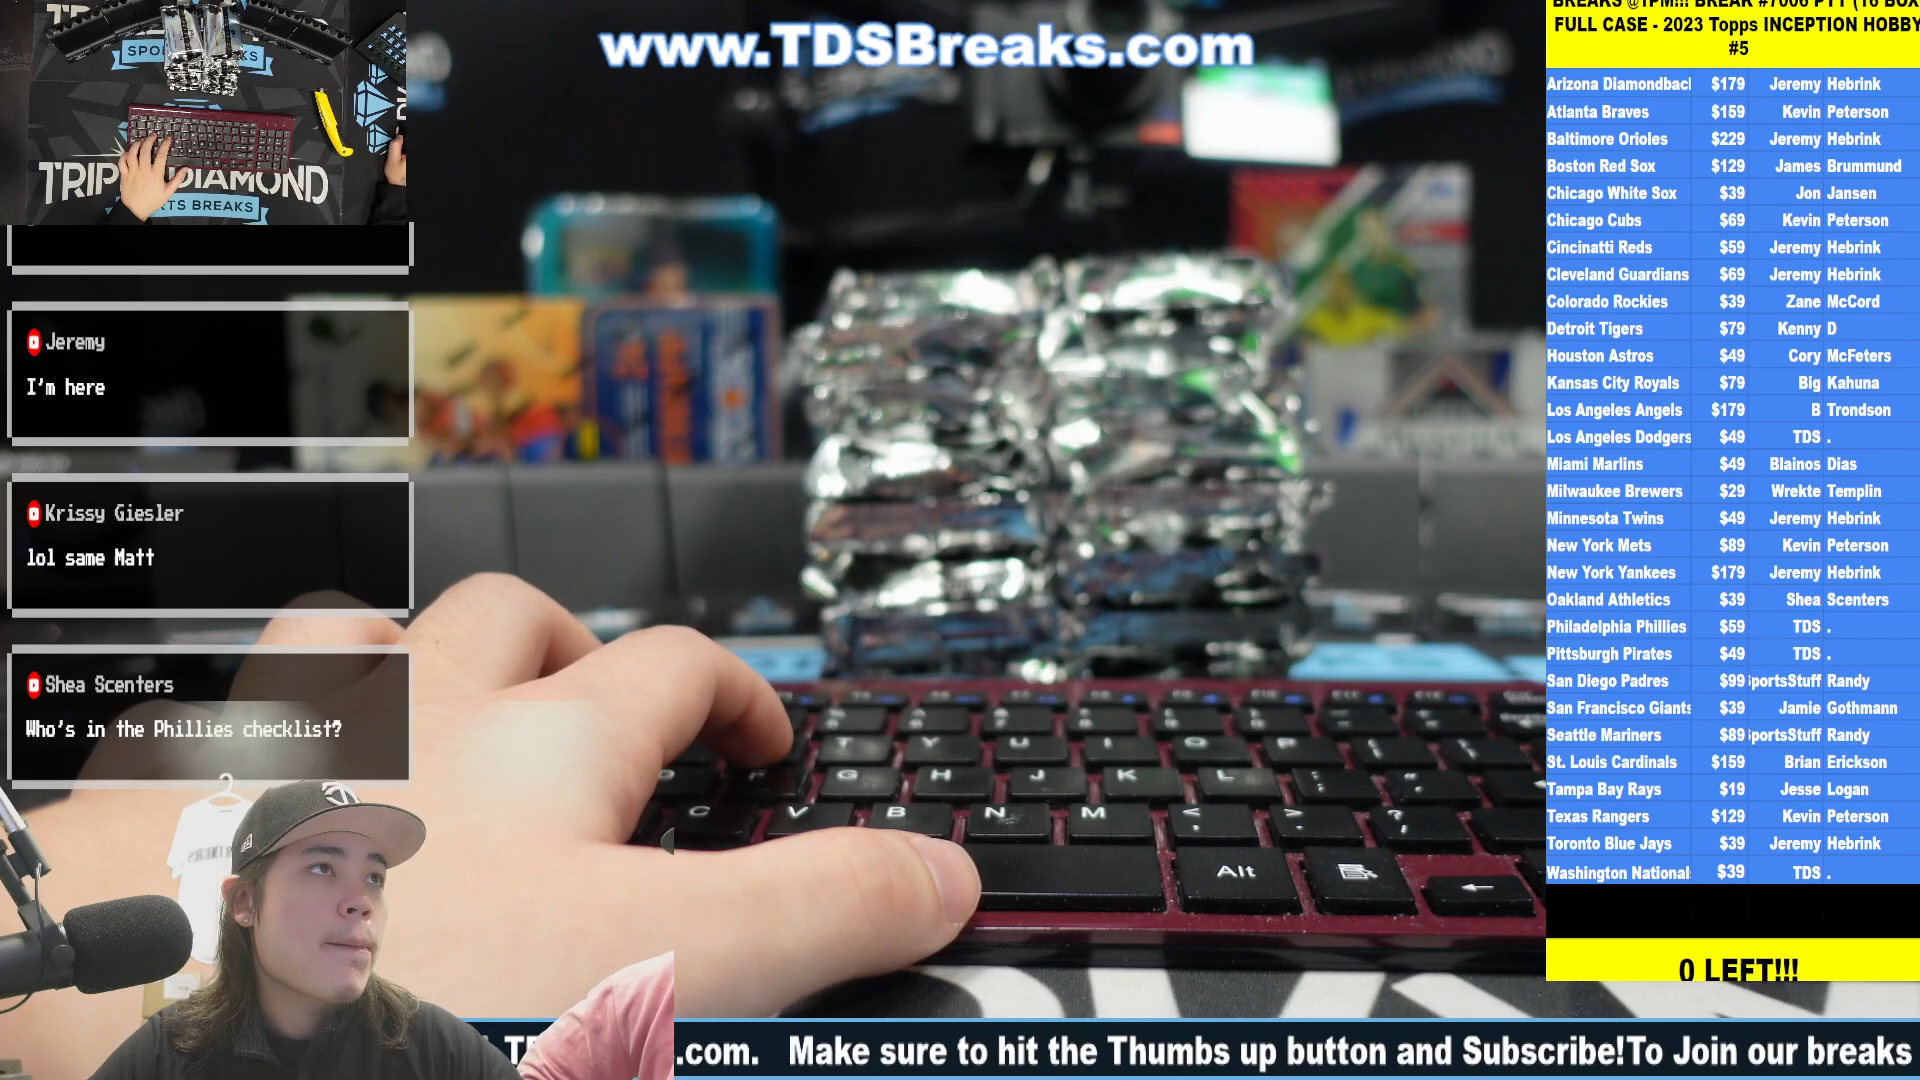 www.TDSBreaks.com
FULL CASE - 2023 Topps INCEPTION HOBBY
#5
Arizona Diamondbac $179 Jeremy Hebrink
Atlanta Braves $159 Kevin Peterson
Baltimore Orioles $229 Jeremy Hebrink
Boston Red Sox $129 James Brummund
Chicago White Sox $39 Jon Jansen
Chicago Cubs $69 Kevin Peterson
Cincinatti Reds $59 Jeremy Hebrink
Cleveland Guardians $69 Jeremy Hebrink
Colorado Rockies $39 Zane McCord
Detroit Tigers $79 Kenny D
Houston Astros $49 Cory McFeters
Kansas City Royals $79 Big Kahuna
Los Angeles Angels $179 B Trondson
Los Angeles Dodgers $49 TDS .
Miami Marlins $49 Blainos Dias
Milwaukee Brewers $29 Wrekte Templin
Minnesota Twins $49 Jeremy Hebrink
New York Mets $89 Kevin Peterson
New York Yankees $179 Jeremy Hebrink
Oakland Athletics $39 Shea Scenters
Philadelphia Phillies $59 TDS .
Pittsburgh Pirates $49 TDS .
San Diego Padres $99 portsStuff Randy
San Francisco Giants $39 Jamie Gothmann
Seattle Mariners $89 portsStuff Randy
St. Louis Cardinals $159 Brian Erickson
Tampa Bay Rays $19 Jesse Logan
Texas Rangers $129 Kevin Peterson
Toronto Blue Jays $39 Jeremy Hebrink
Washington National $39 TDS .
0 LEFT!!!
Jeremy
I'm here
Krissy Giesler
lol same Matt
Shea Scenters
Who's in the Phillies checklist?
DIAMOND
BREAKS
T Y U I O P
G H J K L
C V B N M < , > . ? /
Alt
.com. Make sure to hit the Thumbs up button and Subscribe!To Join our breaks